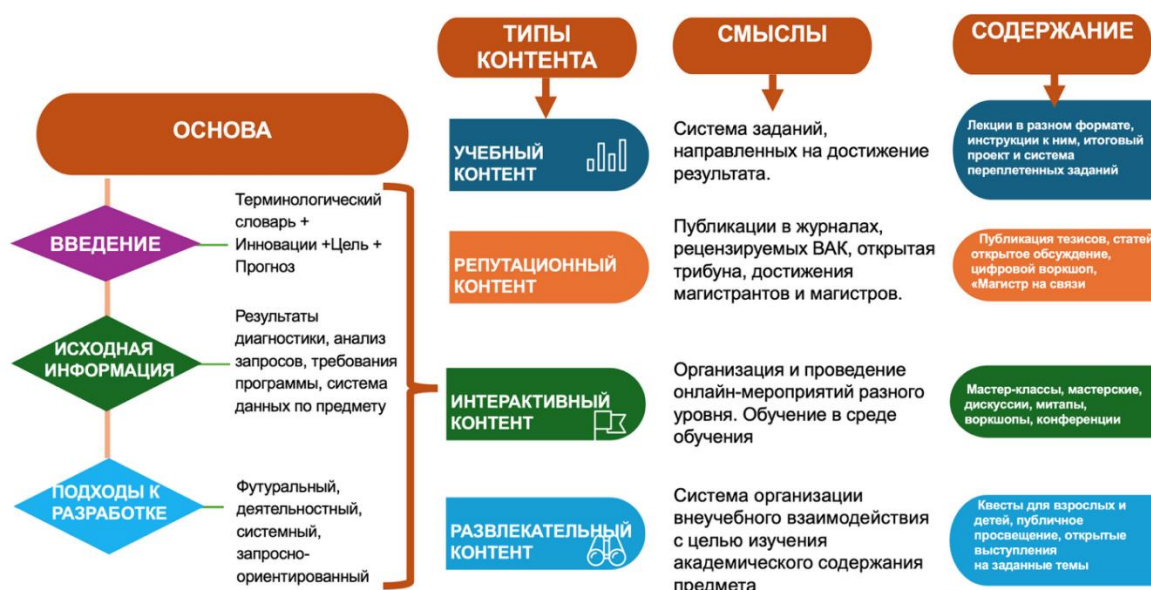 ОСНОВА
ВВЕДЕНИЕ
Терминологический
словарь +
Инновации +Цель +
Прогноз
ИСХОДНАЯ
ИНФОРМАЦИЯ
Результаты
диагностики, анализ
запросов, требования
программы, система
данных по предмету
ПОДХОДЫ К
РАЗРАБОТКЕ
Футуральный,
деятельностный,
системный,
запросно-
ориентированный
ТИПЫ
КОНТЕНТА
СМЫСЛЫ
СОДЕРЖАНИЕ
УЧЕБНЫЙ
КОНТЕНТ
Система заданий,
направленных на достижение
результата.
Лекции в разном формате,
инструкции к ним, итоговый
проект и система
переплетенных заданий
РЕПУТАЦИОННЫЙ
КОНТЕНТ
Публикации в журналах,
рецензируемых ВАК, открытая
трибуна, достижения
магистрантов и магистров.
Публикация тезисов, статей
открытое обсуждение,
цифровой воркшоп,
«Магистр на связи
ИНТЕРАКТИВНЫЙ
КОНТЕНТ
Организация и проведение
онлайн-мероприятий разного
уровня. Обучение в среде
обучения
Мастер-классы, мастерские,
дискуссии, митапы,
воркшопы, конференции
РАЗВЛЕКАТЕЛЬНЫЙ
КОНТЕНТ
Система организации
внеучебного взаимодействия
с целью изучения
академического содержания
предмета
Квесты для взрослых и
детей, публичное
просвещение, открытые
выступления
на заданные темы